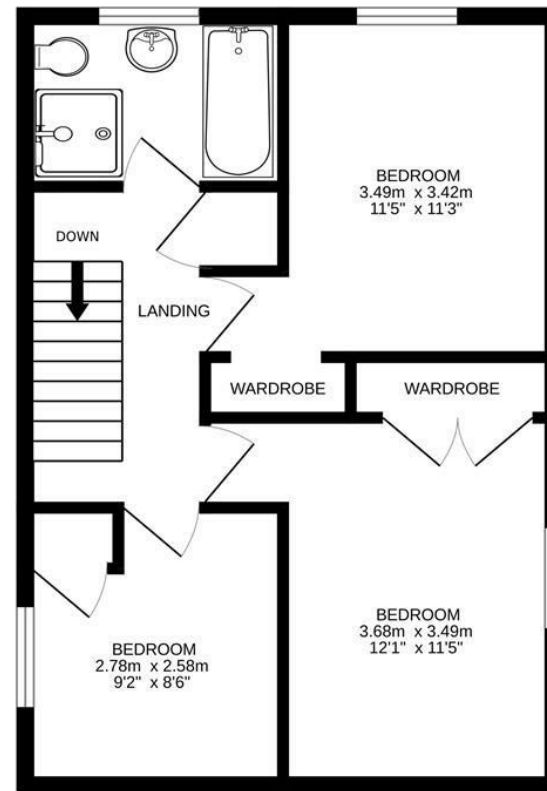 BEDROOM
3.49m x 3.42m
11'5" x 11'3"
DOWN
LANDING
WARDROBE
WARDROBE
BEDROOM
2.78m x 2.58m
9'2" x 8'6"
BEDROOM
3.68m x 3.49m
12'1" x 11'5"